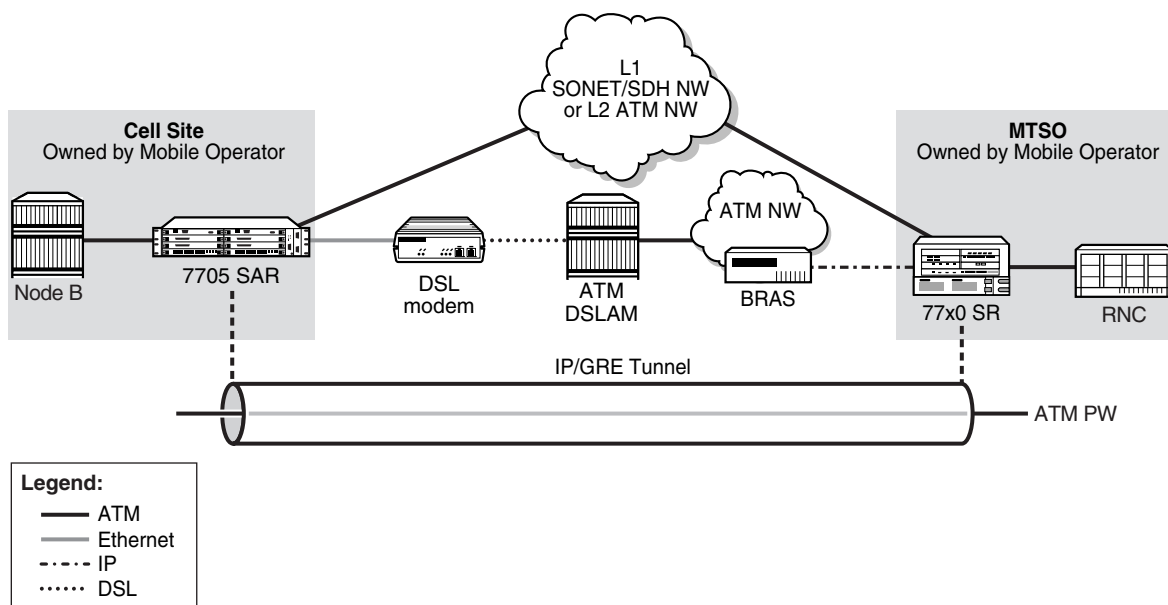 L1
SONET/SDH NW
or L2 ATM NW
Cell Site
Owned by Mobile Operator
MTSO
Owned by Mobile Operator
ATM NW
Node B
7705 SAR
DSL
modem
ATM
DSLAM
BRAS
77x0 SR
RNC
IP/GRE Tunnel
ATM PW
Legend:
ATM
Ethernet
IP
DSL